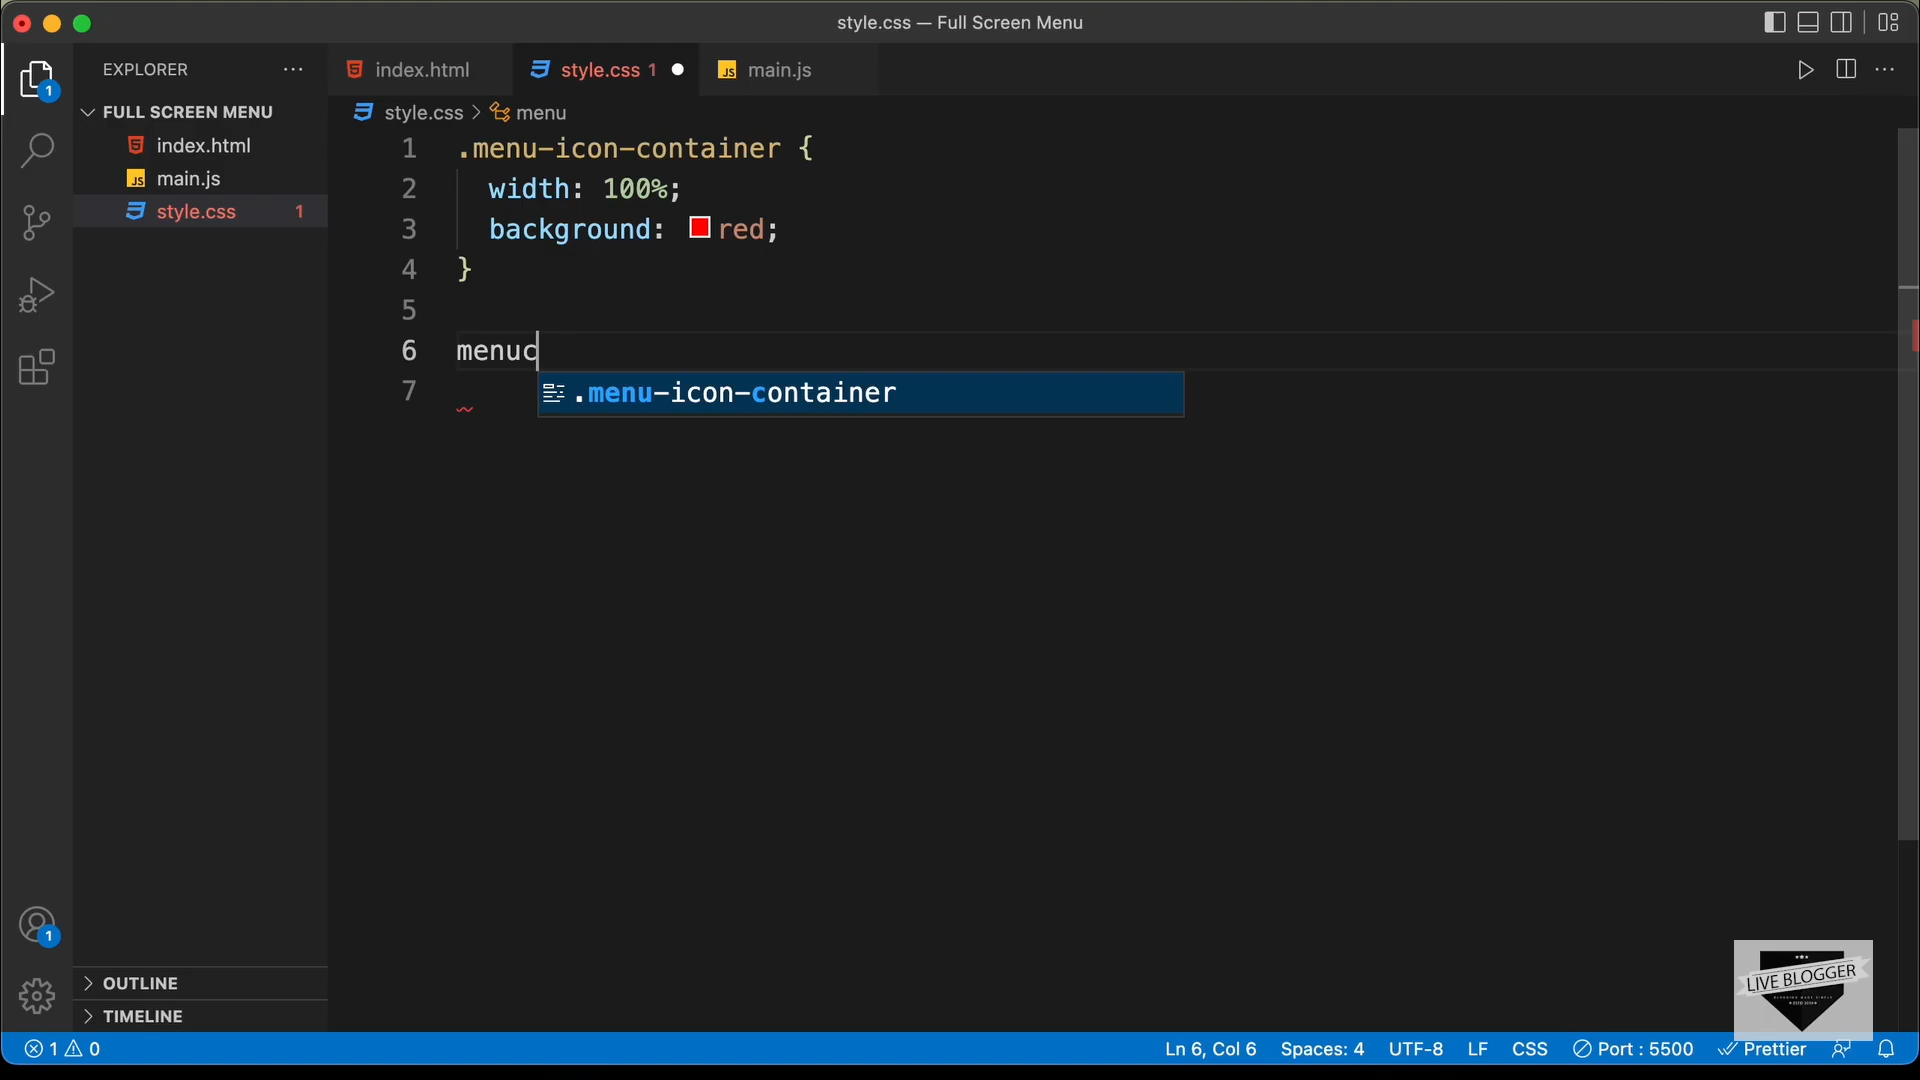 style.css — Full Screen Menu
EXPLORER
index.html
style.css 1
main.js
1
FULL SCREEN MENU
style.css > menu
index.html
main.js
style.css 1
1 .menu-icon-container {
2 width: 100%;
3 background: red;
4 }
5
6 menuc
7
.menu-icon-container
1
OUTLINE
TIMELINE
LIVE BLOGGER
1 0
Ln 6, Col 6 Spaces: 4 UTF-8 LF CSS Port : 5500 Prettier